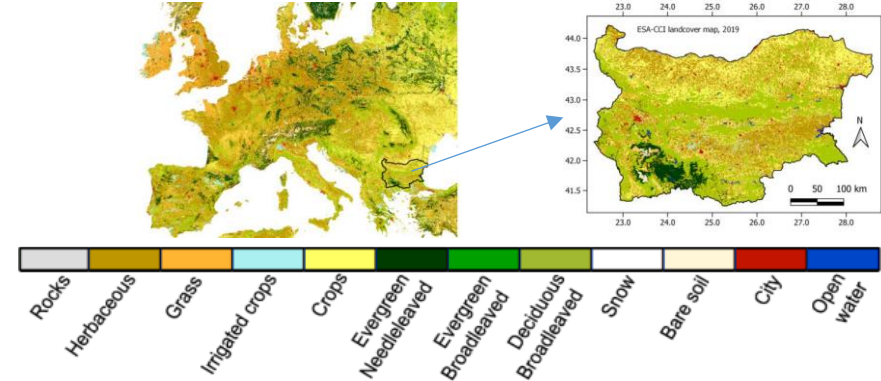 23.0 24.0 25.0 26.0 27.0 28.0
ESA-CCI landcover map, 2019
44.0
43.5
43.0
42.5
42.0
41.5
N
0 50 100 km
23.0 24.0 25.0 26.0 27.0 28.0
Rocks
Herbaceous
Grass
Irrigated crops
Crops
Evergreen
Needleleaved
Evergreen
Broadleaved
Deciduous
Broadleaved
Snow
Bare soil
City
Open
water